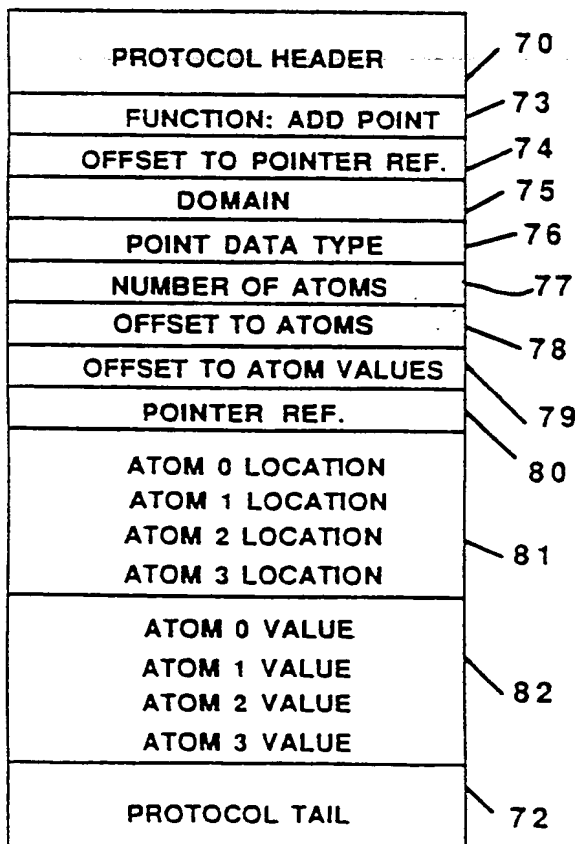 PROTOCOL HEADER 70
FUNCTION: ADD POINT 73
OFFSET TO POINTER REF. 74
DOMAIN 75
POINT DATA TYPE 76
NUMBER OF ATOMS 77
OFFSET TO ATOMS 78
OFFSET TO ATOM VALUES 79
POINTER REF. 80
ATOM 0 LOCATION
ATOM 1 LOCATION
ATOM 2 LOCATION
ATOM 3 LOCATION
81
ATOM 0 VALUE
ATOM 1 VALUE
ATOM 2 VALUE
ATOM 3 VALUE
82
PROTOCOL TAIL 72